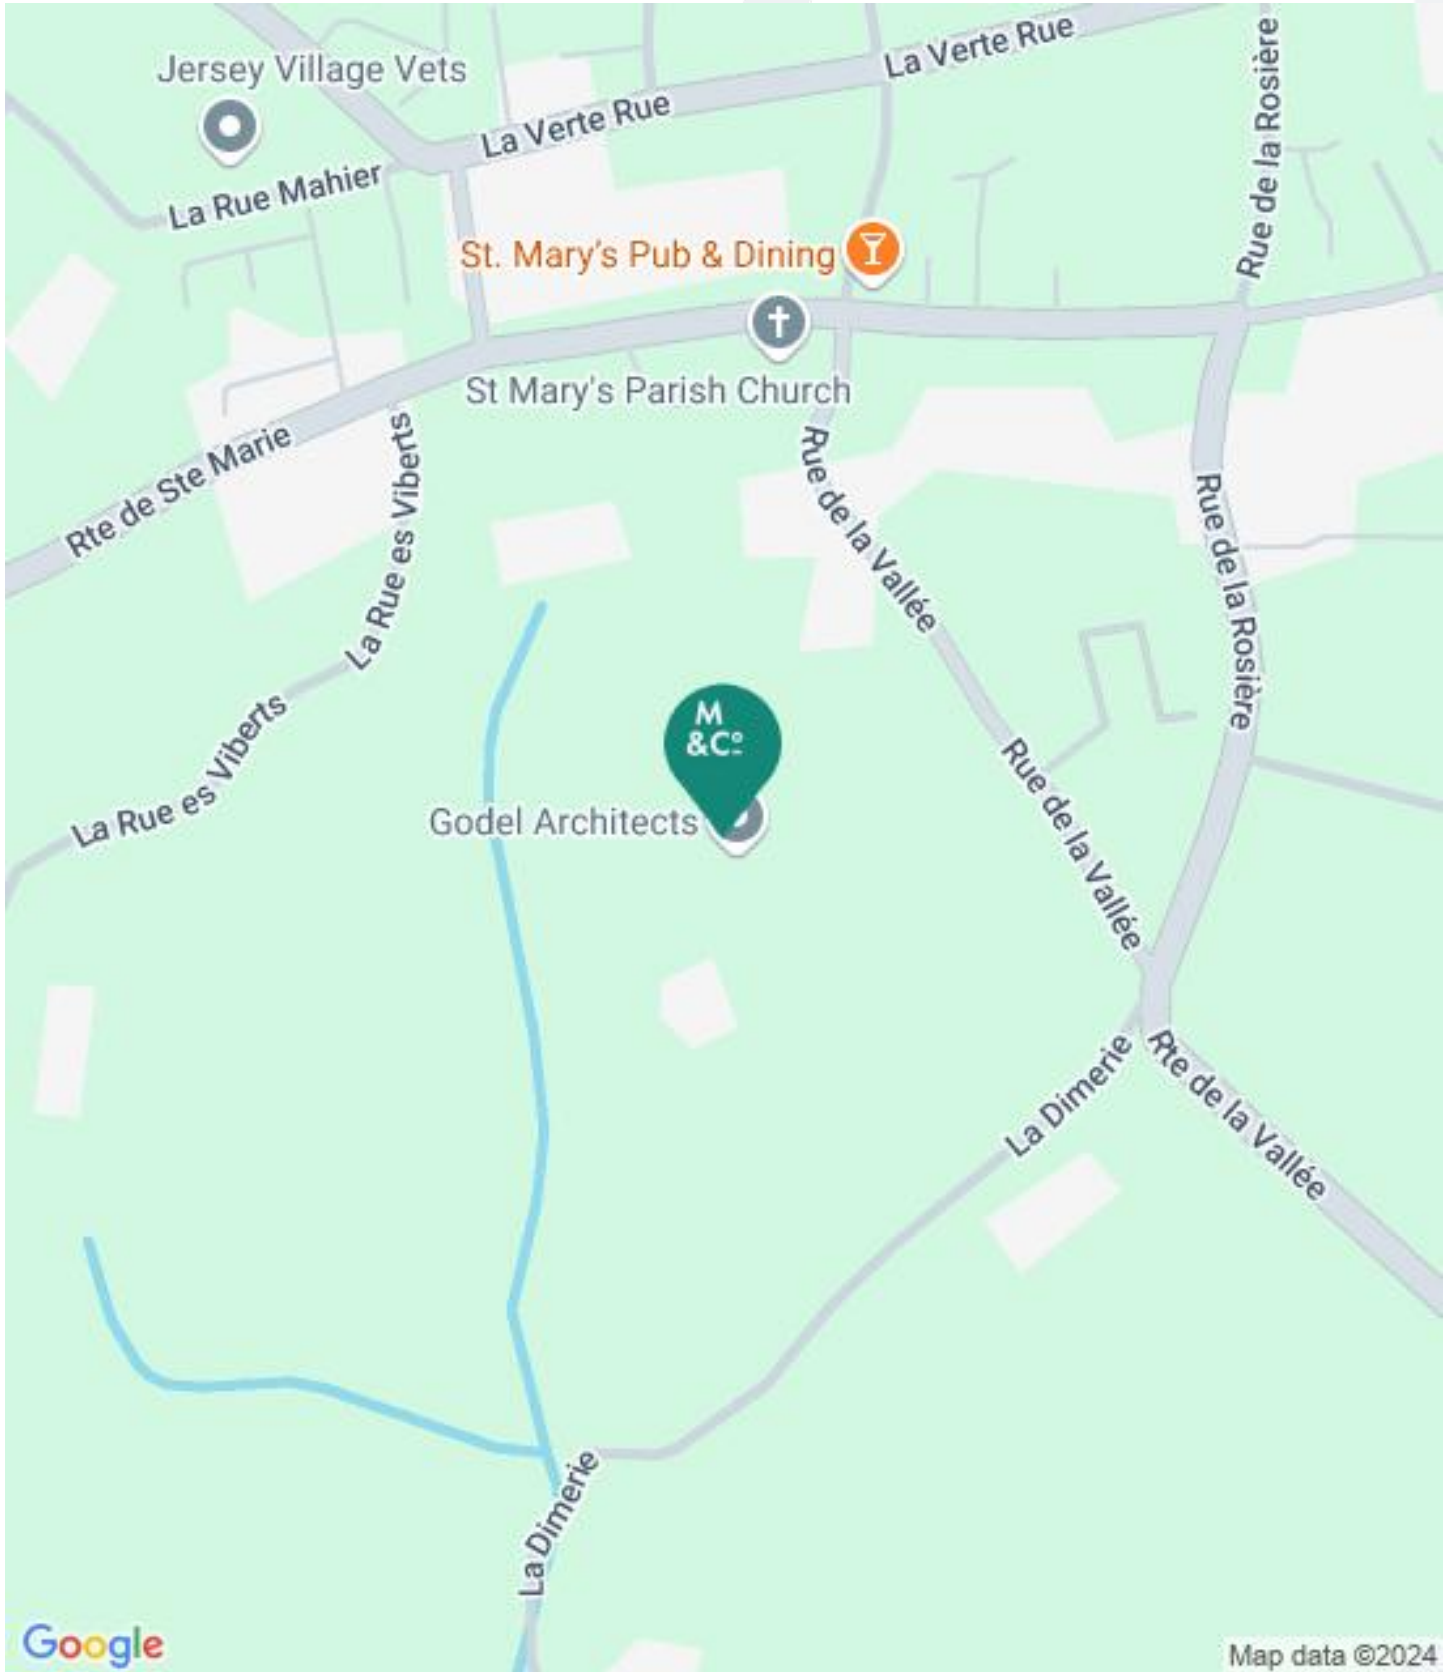 La Verte Rue
Rue de la Rosière
Jersey Village Vets
La Verte Rue
La Rue Mahier
St. Mary's Pub & Dining
St Mary's Parish Church
Rte de Ste Marie
La Rue es Viberts
Rue de la Vallée
Rue de la Rosière
La Rue es Viberts
M
&Cº
Godel Architects
Rue de la Vallée
La Dimerie
Rte de la Vallée
La Dimerie
Google
Map data ©2024